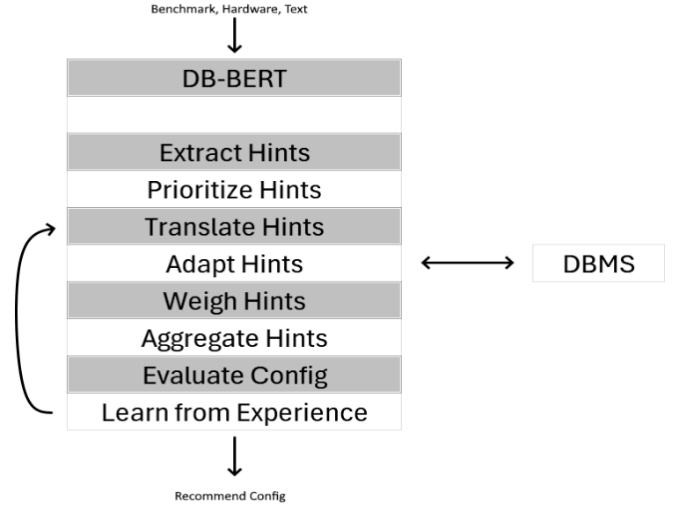 Benchmark, Hardware, Text
DB-BERT
Extract Hints
Prioritize Hints
Translate Hints
Adapt Hints
DBMS
Weigh Hints
Aggregate Hints
Evaluate Config
Learn from Experience
Recommend Config